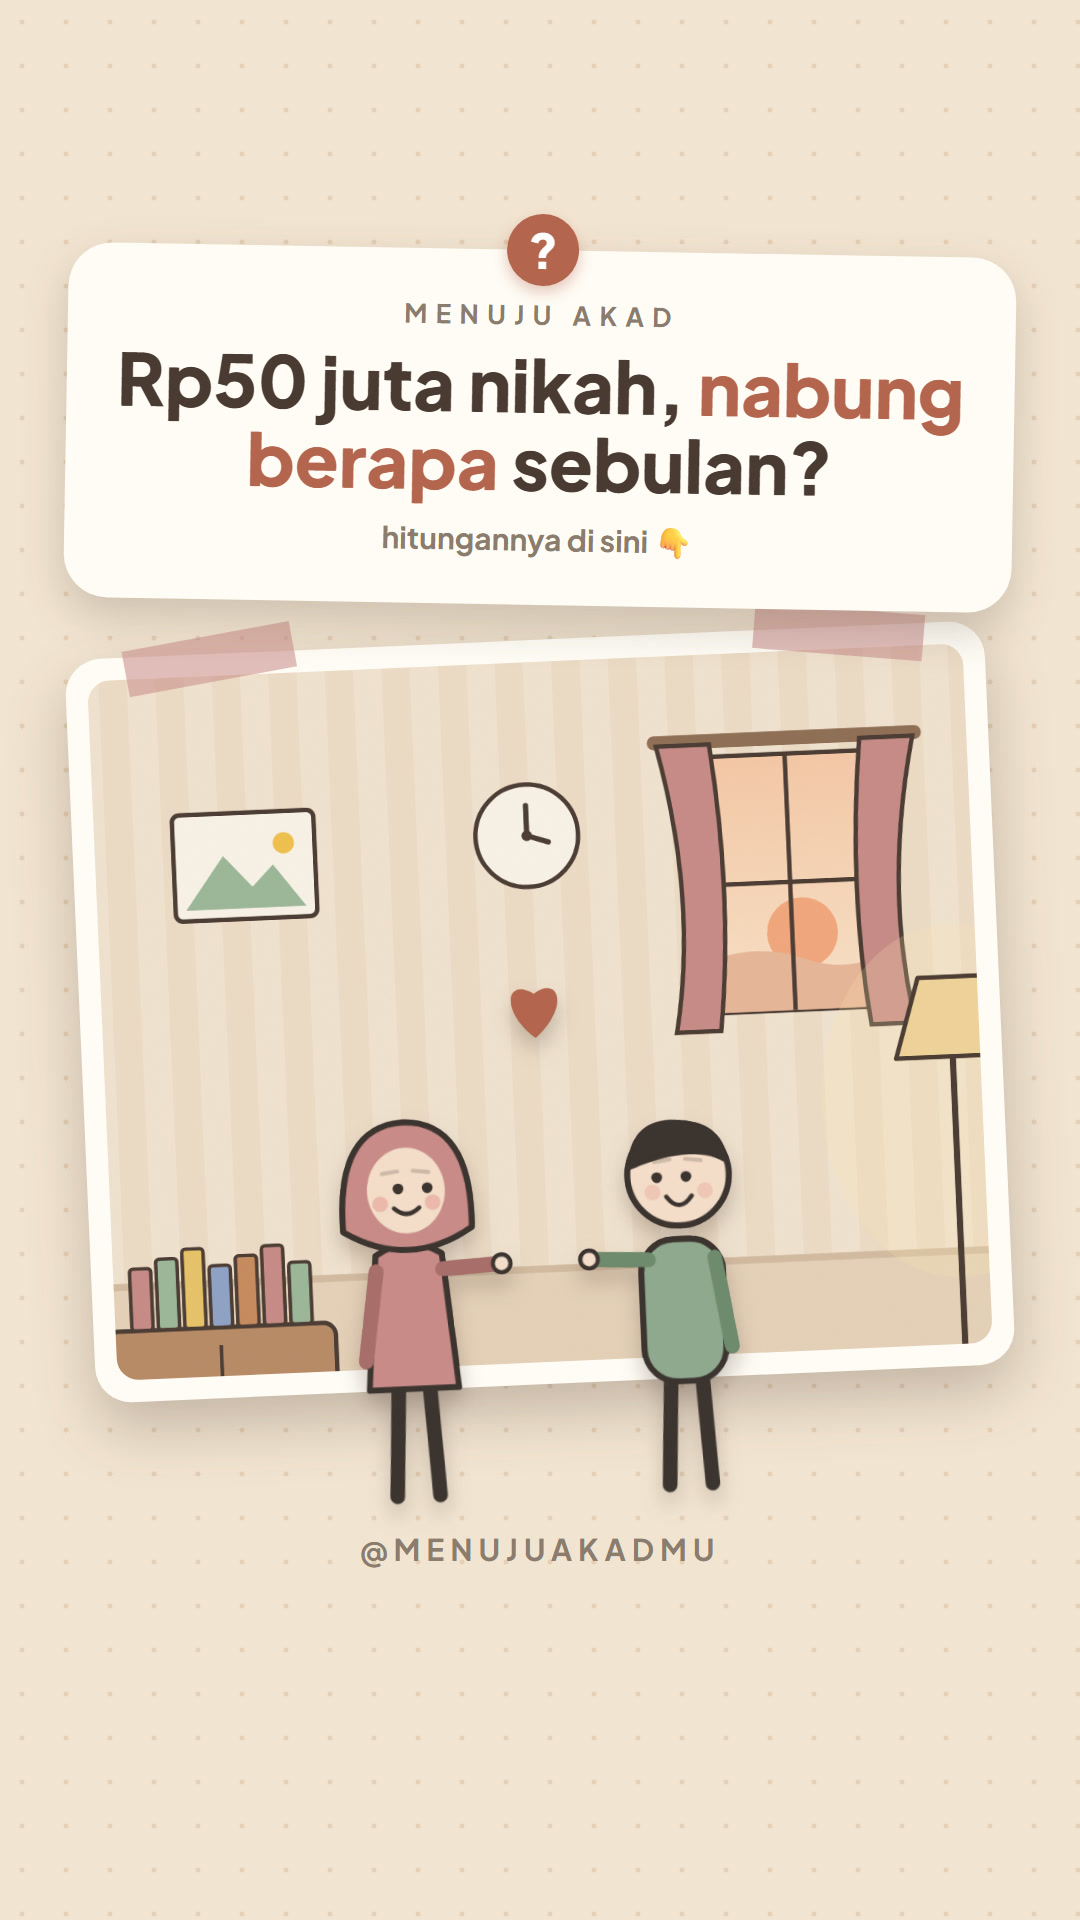 ?
MENUJU AKAD
Rp50 juta nikah, nabung
berapa sebulan?
hitungannya di sini 👇
@MENUJUAKADMU